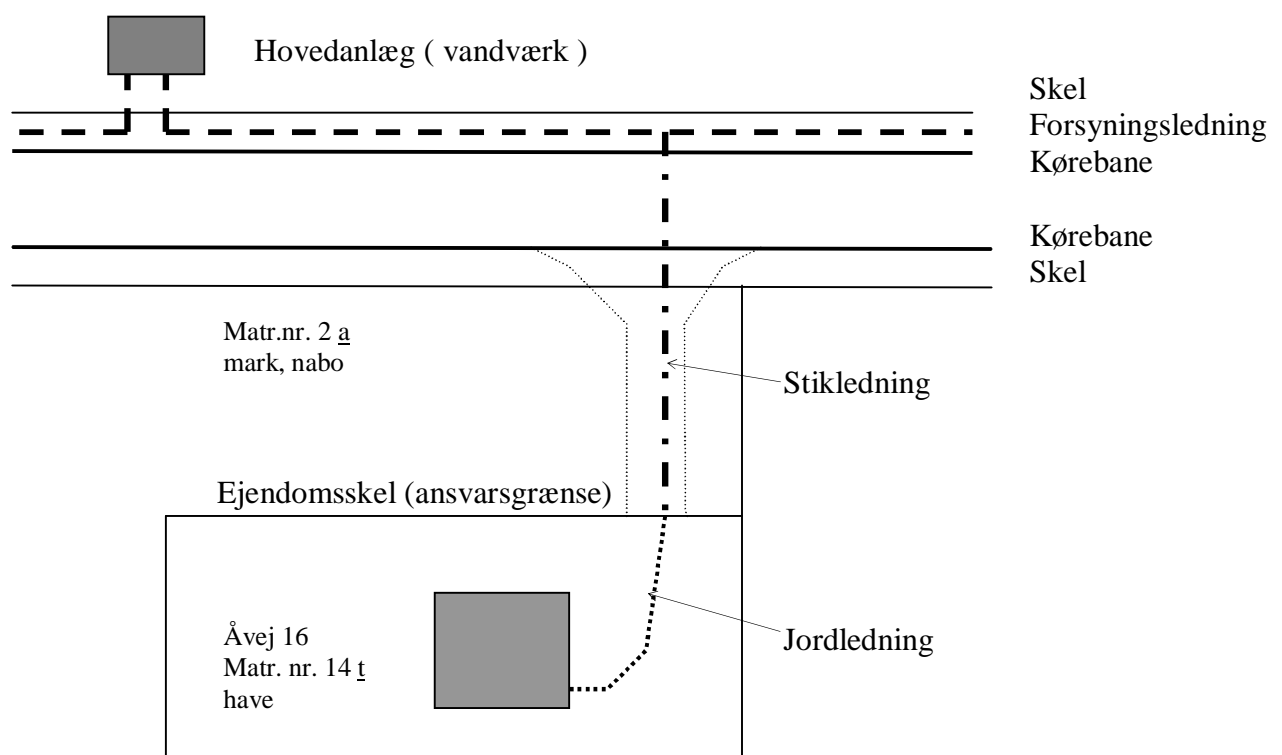 Hovedanlæg ( vandværk )
Skel
Forsyningsledning
Kørebane
Kørebane
Skel
Matr.nr. 2 a
mark, nabo
Stikledning
Ejendomsskel (ansvarsgrænse)
Åvej 16
Matr. nr. 14 t
have
Jordledning